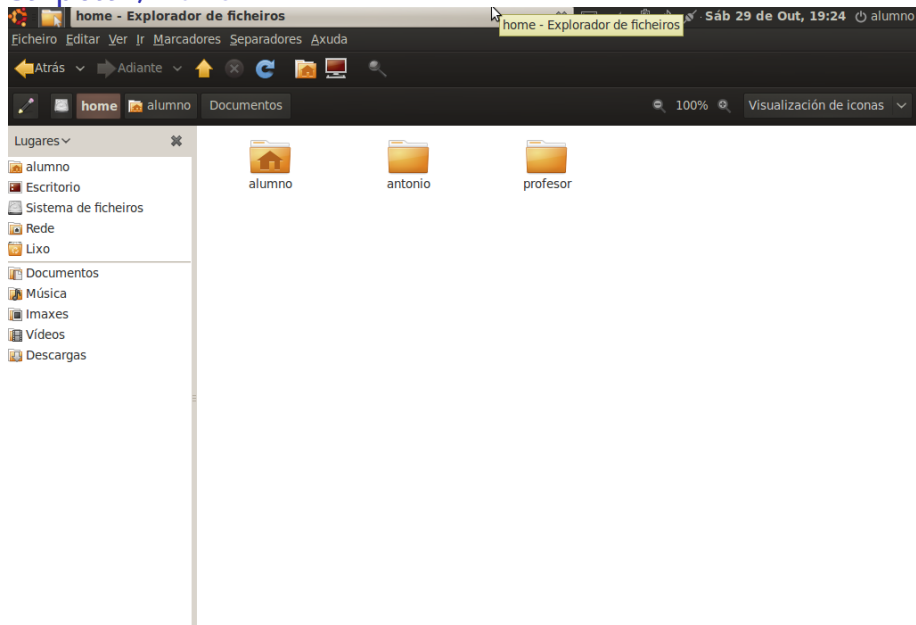 home - Explorador de ficheiros
Sáb 29 de Out, 19:24 alumno
home - Explorador de ficheiros
Ficheiro Editar Ver Ir Marcadores Separadores Axuda
Atrás Adiante
home alumno Documentos 100% Visualización de iconas
Lugares
alumno
Escritorio
Sistema de ficheiros
Rede
Lixo
Documentos
Música
Imaxes
Vídeos
Descargas
alumno antonio profesor